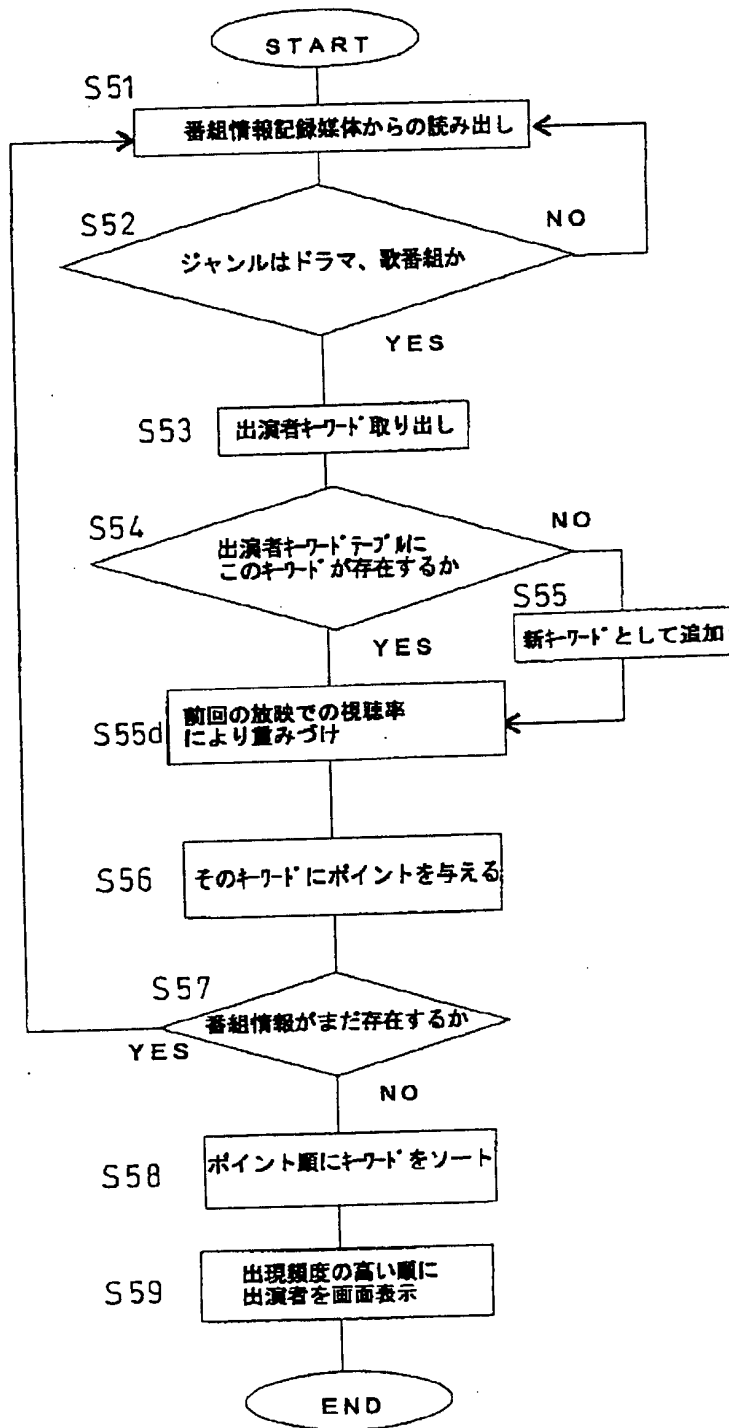 START
S51
番組情報記録媒体からの読み出し
S52
NO
ジャンルはドラマ、歌番組か
YES
S53
出演者ｷｰﾜｰﾄﾞ取り出し
S54
NO
出演者ｷｰﾜｰﾄﾞﾃｰﾌﾞﾙに
このｷｰﾜｰﾄﾞが存在するか
S55
新ｷｰﾜｰﾄﾞとして追加
YES
S55d
前回の放映での視聴率
により重みづけ
S56
そのｷｰﾜｰﾄﾞにポイントを与える
S57
番組情報がまだ存在するか
YES
NO
S58
ポイント順にｷｰﾜｰﾄﾞをソート
S59
出現頻度の高い順に
出演者を画面表示
END